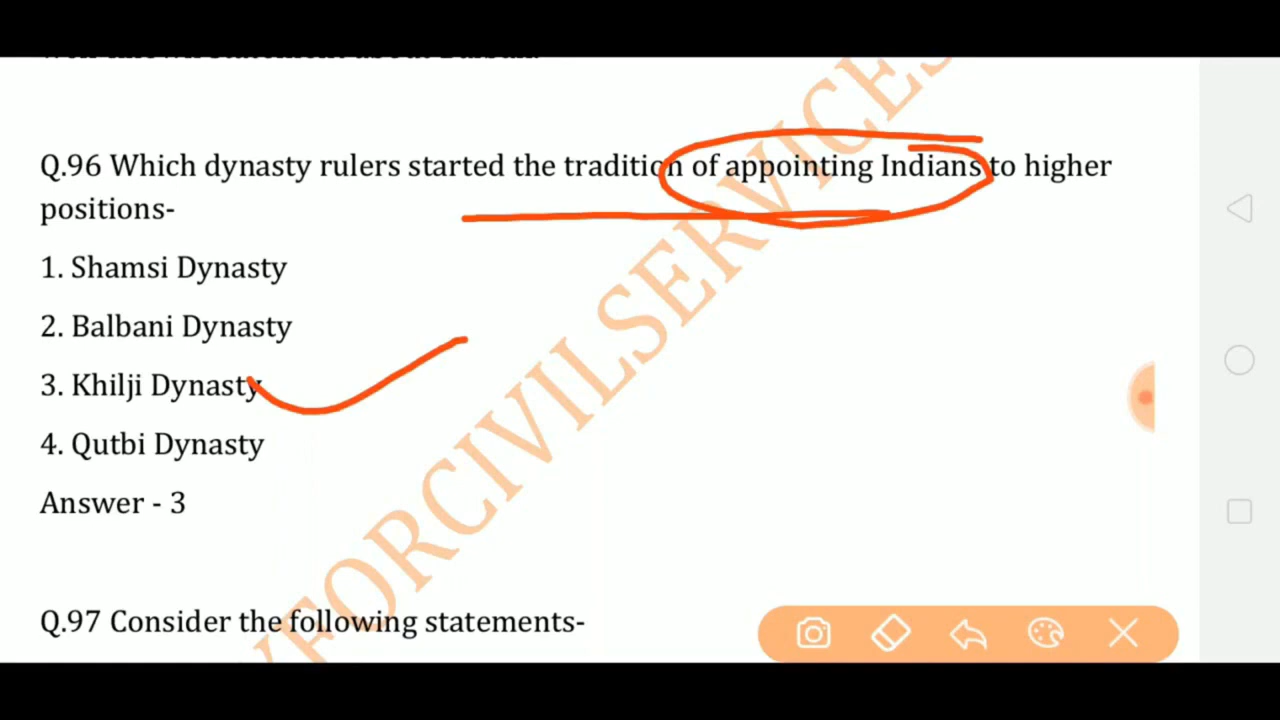 Q.96 Which dynasty rulers started the tradition of appointing Indians to higher
positions-
1. Shamsi Dynasty
2. Balbani Dynasty
3. Khilji Dynasty
4. Qutbi Dynasty
Answer - 3
Q.97 Consider the following statements-
FORCIVILSERVICES